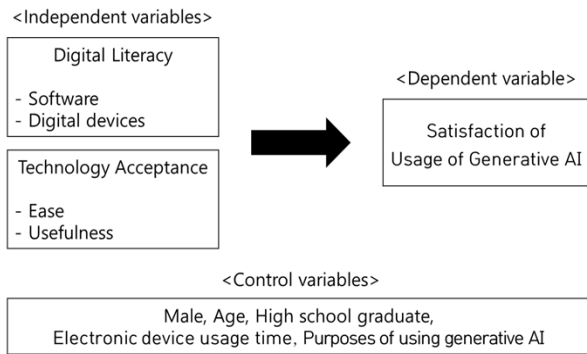 <Independent variables>
Digital Literacy
- Software
- Digital devices
Technology Acceptance
- Ease
- Usefulness
<Dependent variable>
Satisfaction of
Usage of Generative AI
<Control variables>
Male, Age, High school graduate,
Electronic device usage time, Purposes of using generative AI